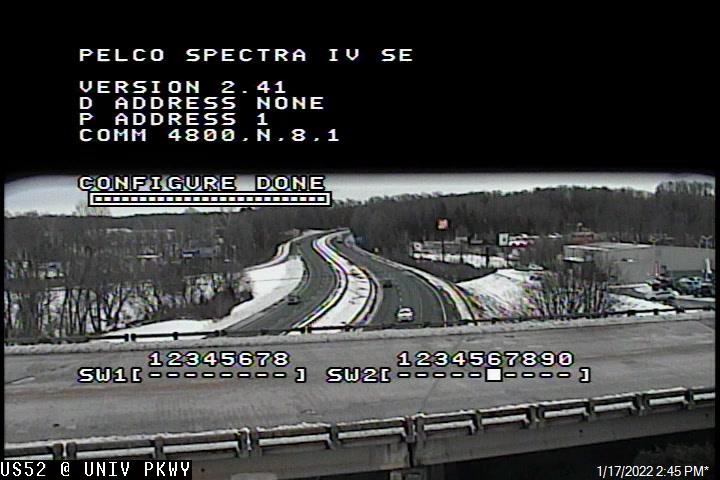 PELCO SPECTRA IV SE
VERSION 2.41
D ADDRESS NONE
P ADDRESS 1
COMM 4800,N,8,1
CONFIGURE DONE
12345678 1234567890
SW1[--------] SW2[-----■----]
US52 @ UNIV PKWY
1/17/2022 2:45 PM*